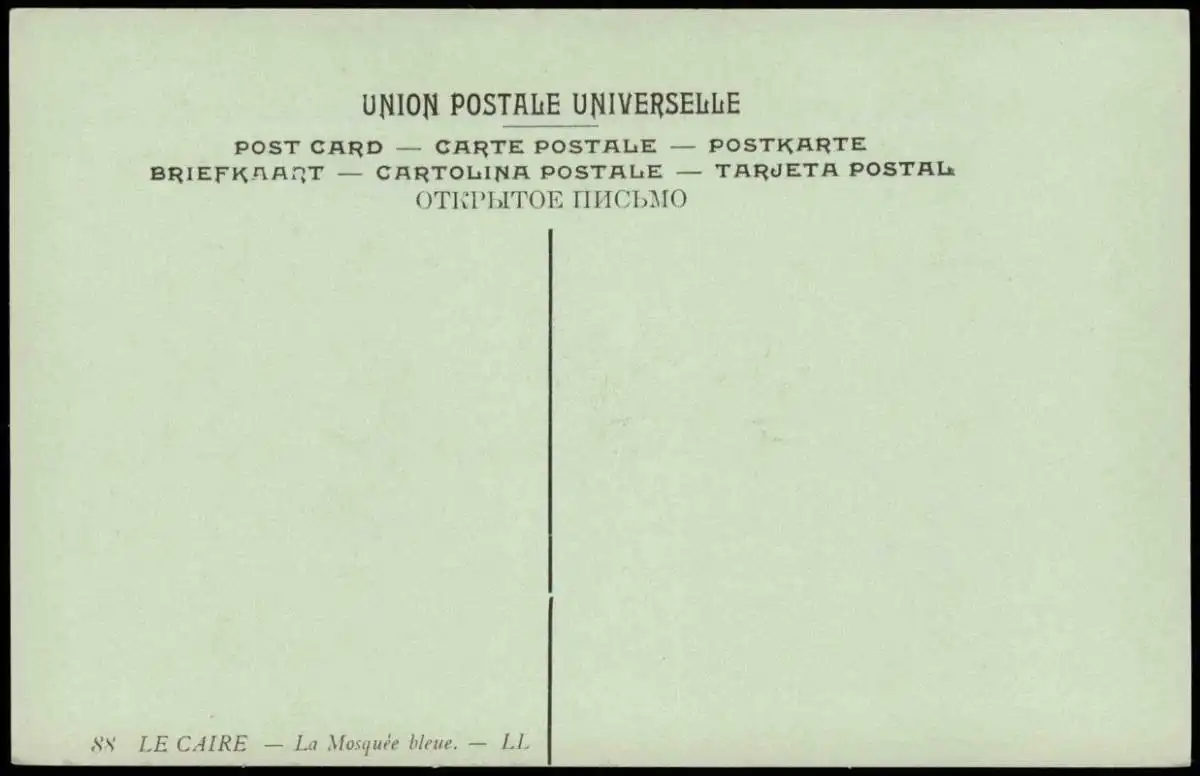 UNION POSTALE UNIVERSELLE
POST CARD — CARTE POSTALE — POSTKARTE
BRIEFKAART — CARTOLINA POSTALE — TARJETA POSTAL
ОТКРЫТОЕ ПИСЬМО
88 LE CAIRE — La Mosquée bleue. — LL